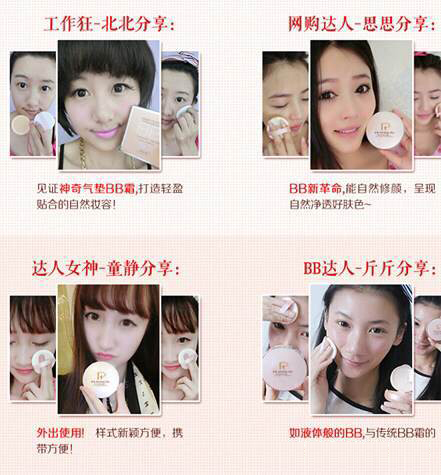 工作狂-北北分享:
网购达人-思思分享:
见证神奇气垫BB霜,打造轻盈
贴合的自然妆容!
BB新革命,能自然修颜，呈现
自然净透好肤色~
达人女神-童静分享:
BB达人-斤斤分享:
外出使用! 样式新颖方便，携
带方便!
如液体般的BB,与传统BB霜的